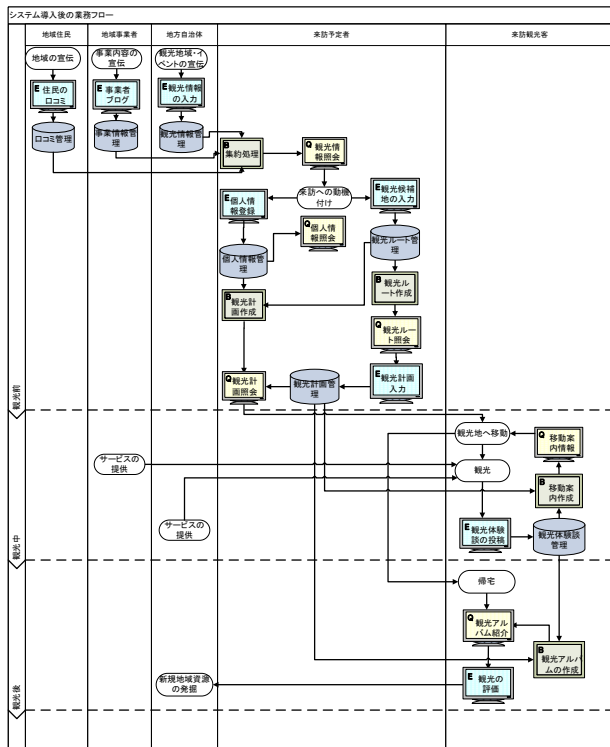 システム導入後の業務フロー
地域住民
地域事業者
地方自治体
来訪予定者
来訪観光客
地域の宣伝
事業内容の
宣伝
観光地域・イ
ベントの宣伝
E 住民の
口コミ
E 事業者
ブログ
E 観光情報
の入力
口コミ管理
事業情報管
理
観光情報管
理
B
集約処理
Q 観光情
報照会
来訪への動機
付け
E 個人情
報登録
Q 個人情
報照会
E 観光候補
地の入力
個人情報管
理
観光ルート管
理
B 観光計
画作成
B 観光ル
ート作成
Q 観光ル
ート照会
Q 観光計
画照会
観光計画管
理
E 観光計画
入力
観光前
観光地へ移動
Q 移動案
内情報
サービスの
提供
観光
B 移動案
内作成
サービスの
提供
E 観光体験
談の投稿
観光体験談
管理
観光中
帰宅
Q 観光アル
バム紹介
B
観光アルバ
ムの作成
新規地域資源
の発掘
E 観光の
評価
観光後